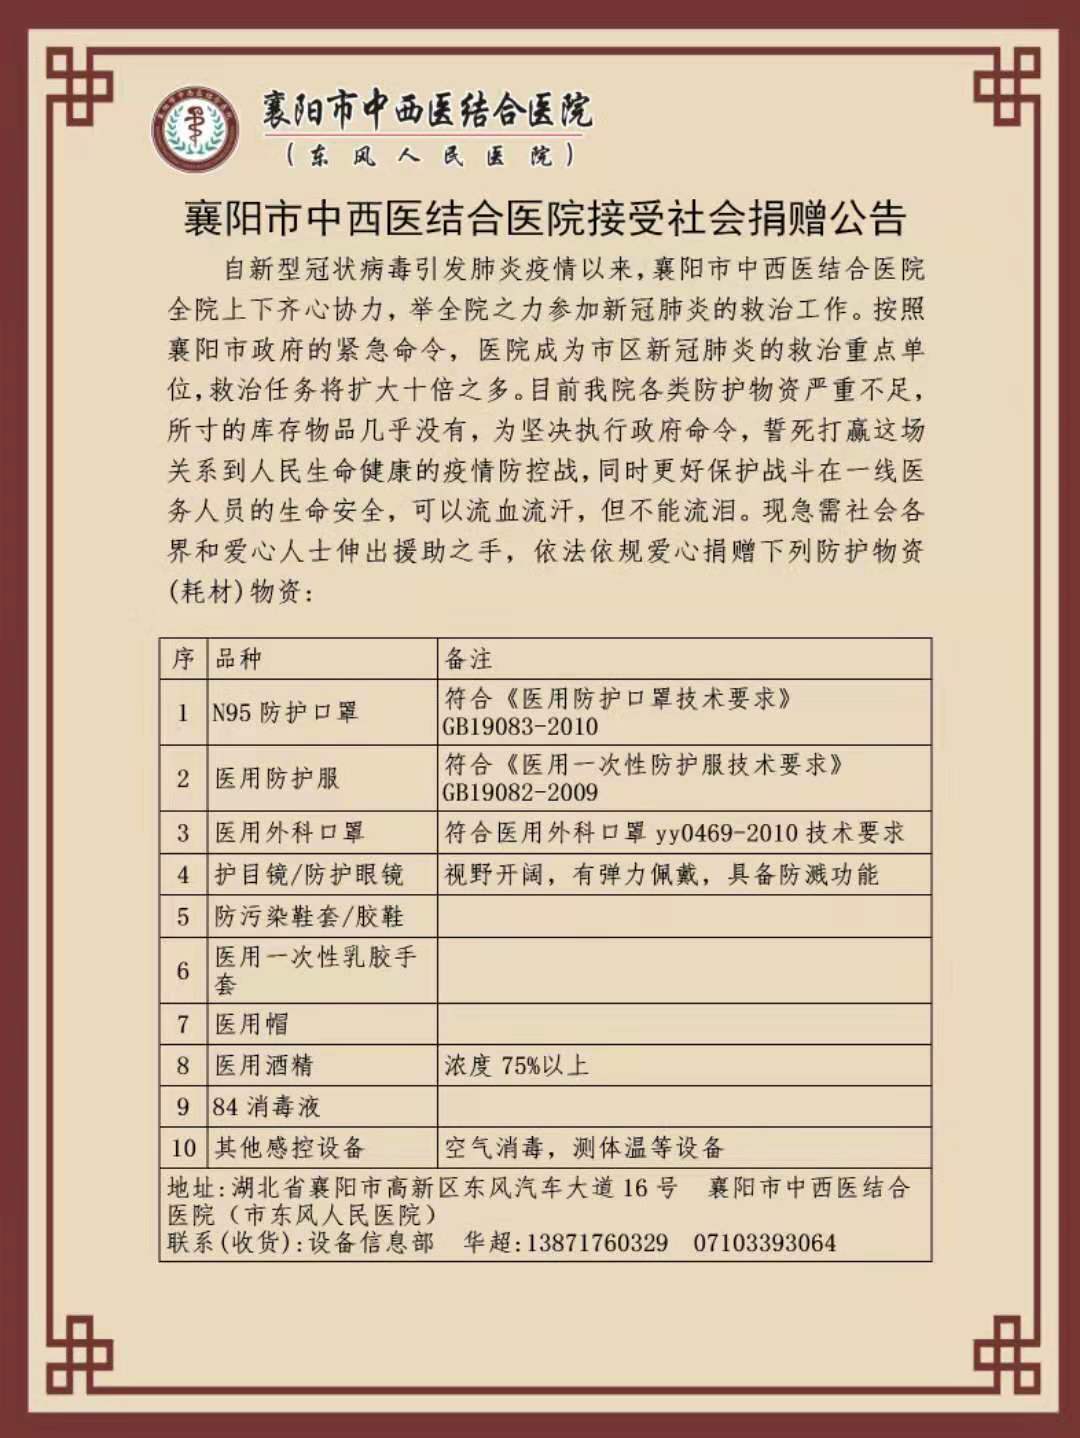 襄阳市中西医结合医院
(东风人民医院)
襄阳市中西医结合医院接受社会捐赠公告
自新型冠状病毒引发肺炎疫情以来,襄阳市中西医结合医院
全院上下齐心协力，举全院之力参加新冠肺炎的救治工作。按照
襄阳市政府的紧急命令，医院成为市区新冠肺炎的救治重点单
位,救治任务将扩大十倍之多。目前我院各类防护物资严重不足,
所寸的库存物品几乎没有，为坚决执行政府命令，誓死打赢这场
关系到人民生命健康的疫情防控战,同时更好保护战斗在一线医
务人员的生命安全，可以流血流汗，但不能流泪。现急需社会各
界和爱心人士伸出援助之手，依法依规爱心捐赠下列防护物资
(耗材)物资:
序 品种 备注
1 N95 防护口罩 符合《医用防护口罩技术要求》
GB19083-2010
2 医用防护服 符合《医用一次性防护服技术要求》
GB19082-2009
3 医用外科口罩 符合医用外科口罩 yy0469-2010 技术要求
4 护目镜/防护眼镜 视野开阔，有弹力佩戴，具备防溅功能
5 防污染鞋套/胶鞋
6 医用一次性乳胶手
套
7 医用帽
8 医用酒精 浓度 75%以上
9 84 消毒液
10 其他感控设备 空气消毒，测体温等设备
地址:湖北省襄阳市高新区东风汽车大道 16 号 襄阳市中西医结合
医院（市东风人民医院）
联系(收货):设备信息部 华超:13871760329 07103393064